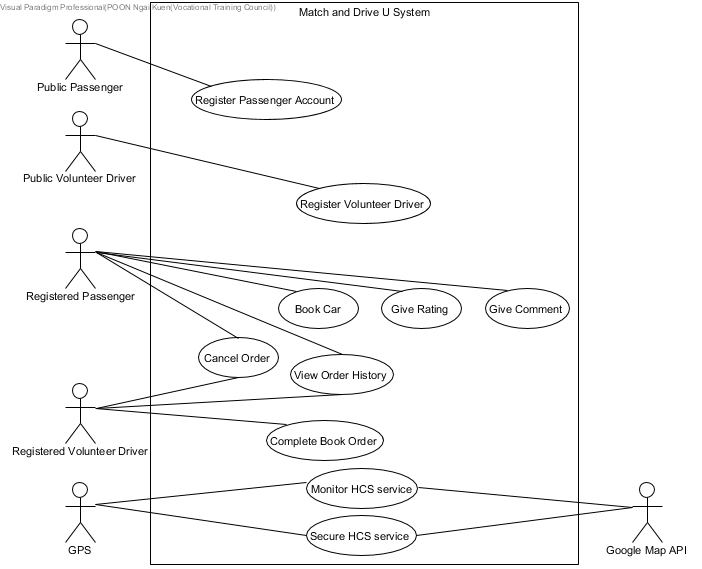 Visual Paradigm Professional(POON Ngai Kuen(Vocational Training Council))
Match and Drive U System
Public Passenger
Register Passenger Account
Public Volunteer Driver
Register Volunteer Driver
Registered Passenger
Book Car
Give Rating
Give Comment
Cancel Order
View Order History
Registered Volunteer Driver
Complete Book Order
Monitor HCS service
Secure HCS service
GPS
Google Map API